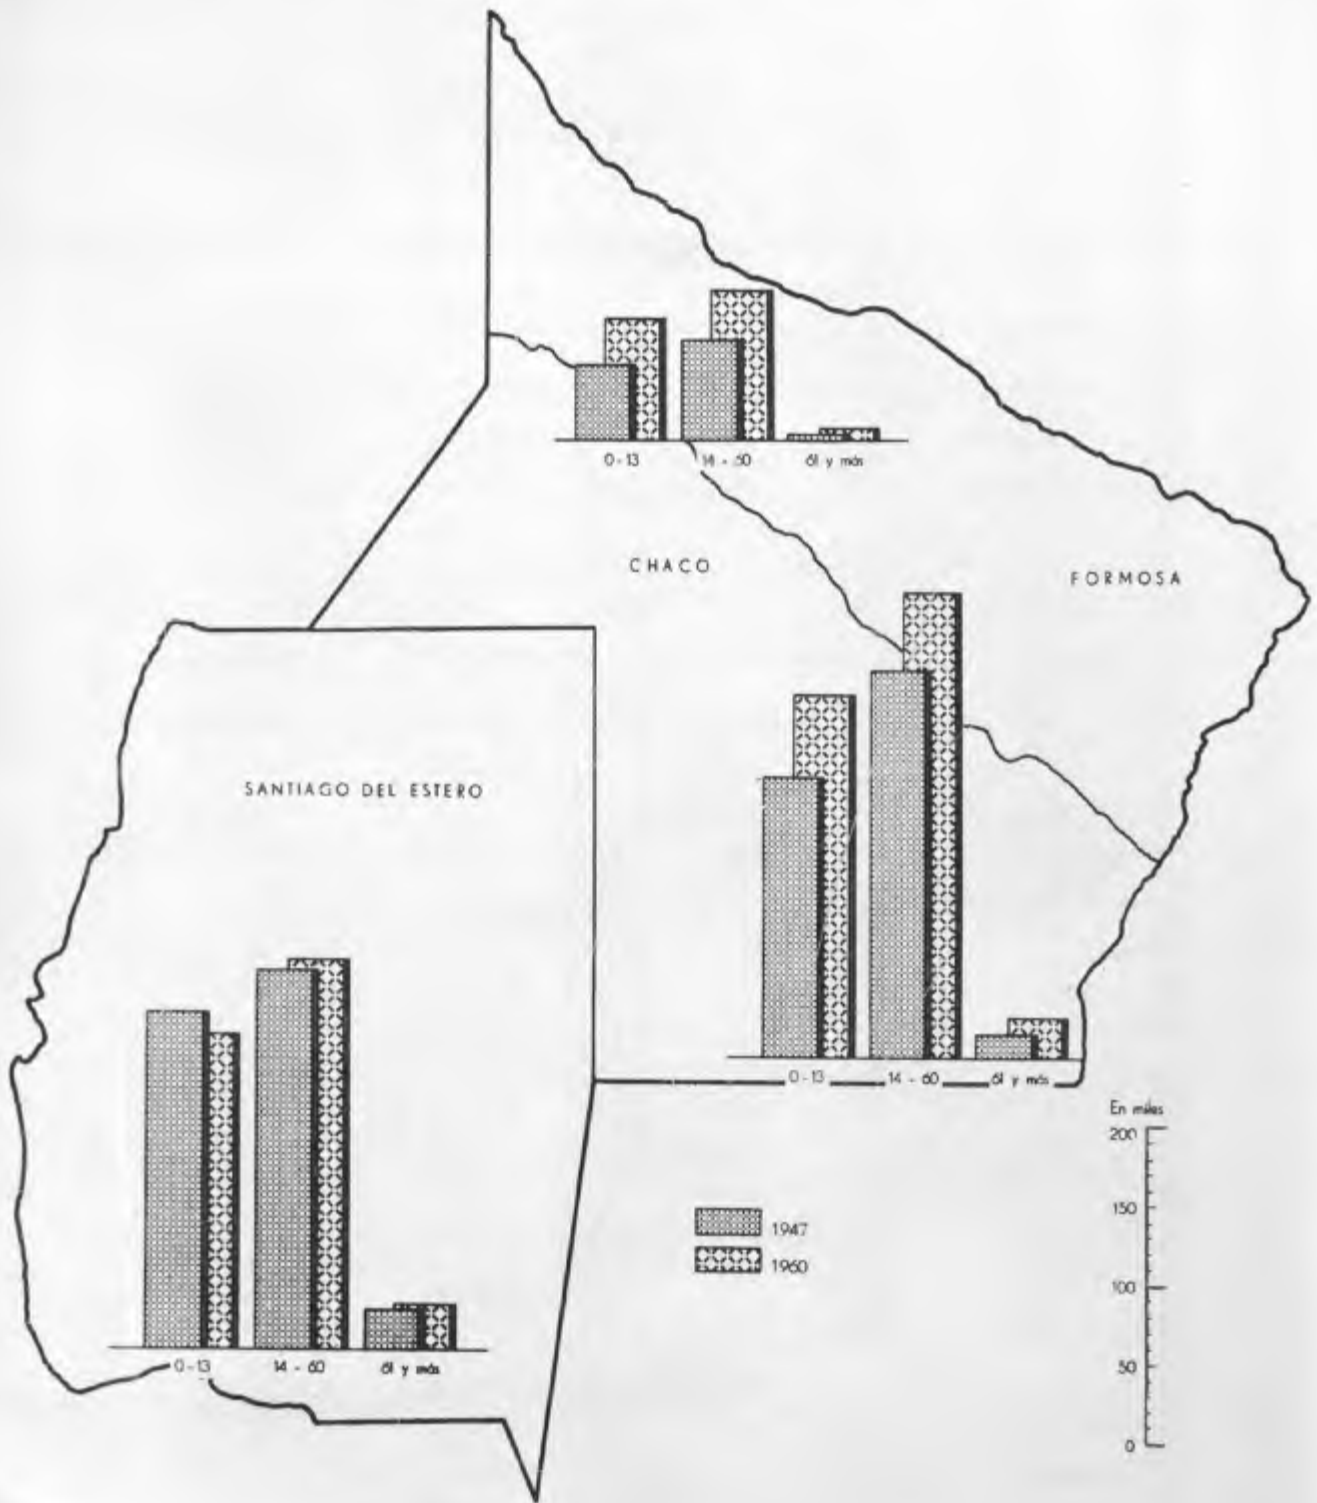 0-13 14 - 60 61 y más
CHACO
FORMOSA
SANTIAGO DEL ESTERO
0-13 14 - 60 61 y más
En miles
200
150
100
50
0
1947
1960
0-13 14 - 60 61 y más